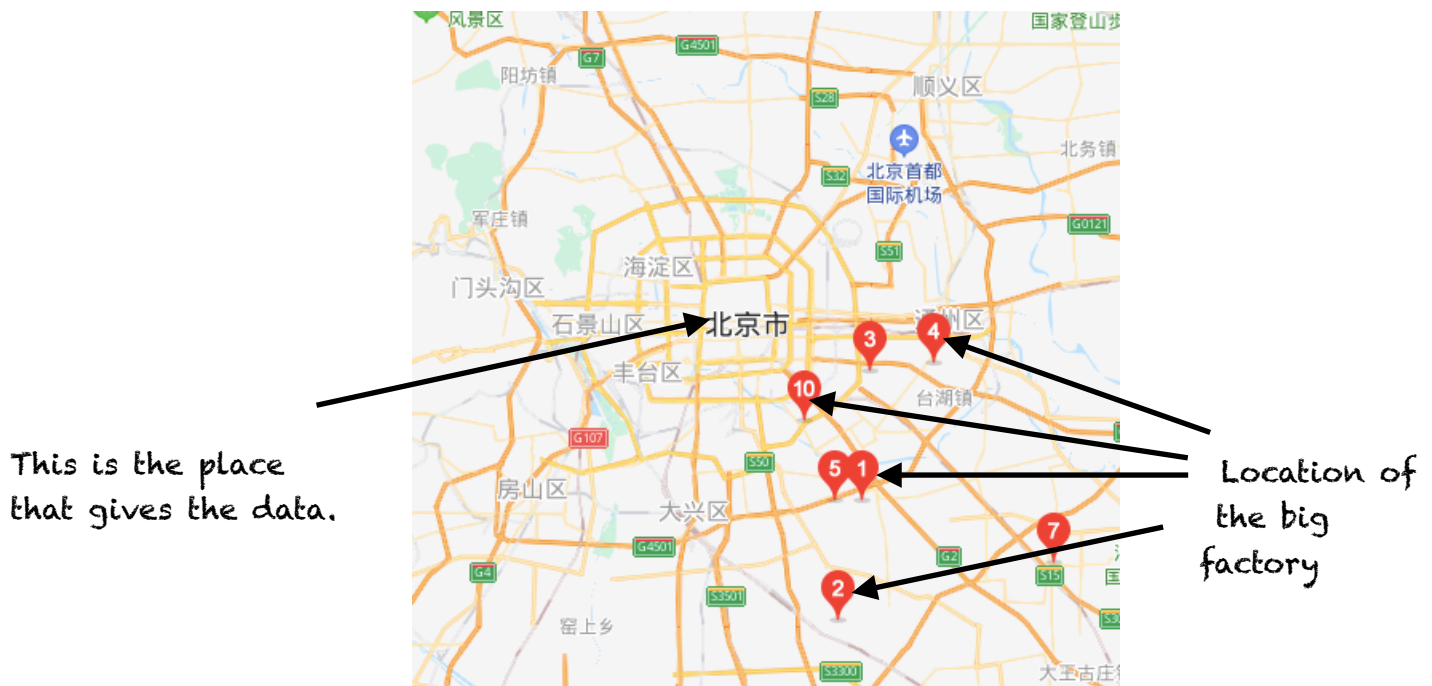 风景区
G4501
国家登山步
G7
阳坊镇
顺义区
S28
北京首都
国际机场
北务镇
S32
军庄镇
G0121
S51
海淀区
门头沟区
北京市
石景山区
通州区
3
4
丰台区
10
台湖镇
G107
This is the place
that gives the data.
S50
5
1
Location of
the big
factory
房山区
大兴区
7
G4501
G2
G4
S15
2
S3501
窑上乡
S3300
大王古庄